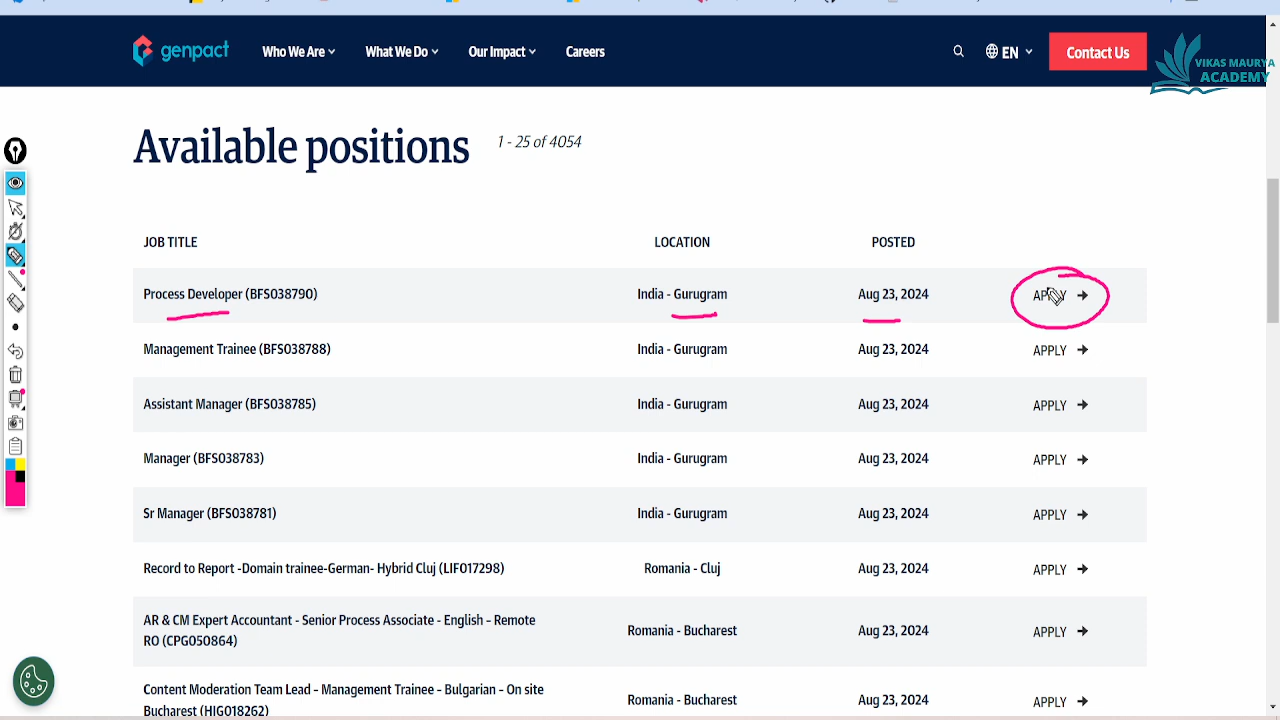 genpact
Who We Are
What We Do
Our Impact
Careers
EN
Contact Us
VIKAS MAURYA
ACADEMY
Available positions
1 - 25 of 4054
JOB TITLE LOCATION POSTED
Process Developer (BFS038790) India - Gurugram Aug 23, 2024 APPLY
Management Trainee (BFS038788) India - Gurugram Aug 23, 2024 APPLY
Assistant Manager (BFS038785) India - Gurugram Aug 23, 2024 APPLY
Manager (BFS038783) India - Gurugram Aug 23, 2024 APPLY
Sr Manager (BFS038781) India - Gurugram Aug 23, 2024 APPLY
Record to Report -Domain trainee-German- Hybrid Cluj (LIF017298) Romania - Cluj Aug 23, 2024 APPLY
AR & CM Expert Accountant - Senior Process Associate - English - Remote
RO (CPG050864) Romania - Bucharest Aug 23, 2024 APPLY
Content Moderation Team Lead - Management Trainee - Bulgarian - On site
Bucharest (HIG018262) Romania - Bucharest Aug 23, 2024 APPLY